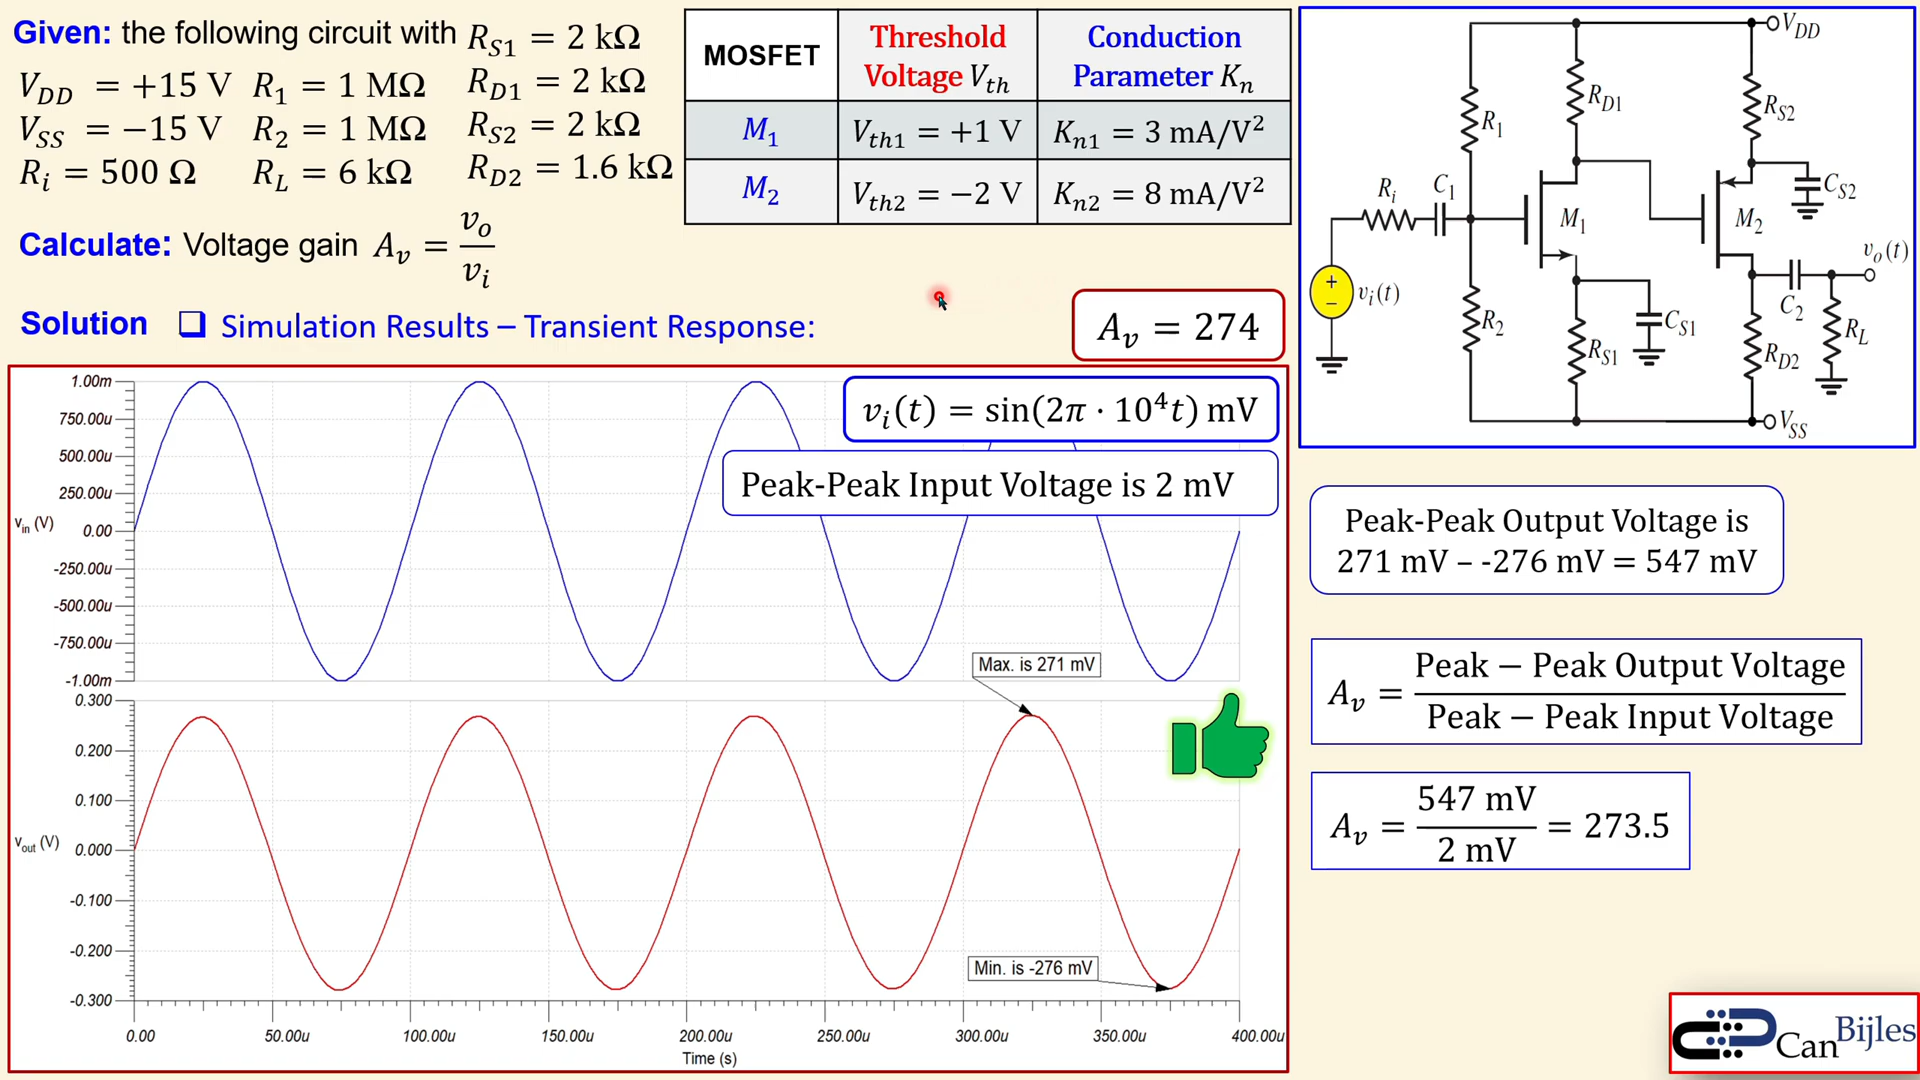 Given: the following circuit with R_S1 = 2 kΩ
V_DD = +15 V R_1 = 1 MΩ R_D1 = 2 kΩ
V_SS = −15 V R_2 = 1 MΩ R_S2 = 2 kΩ
R_i = 500 Ω R_L = 6 kΩ R_D2 = 1.6 kΩ
Calculate: Voltage gain A_v = v_o / v_i
MOSFET Threshold Voltage V_th Conduction Parameter K_n
M_1 V_th1 = +1 V K_n1 = 3 mA/V²
M_2 V_th2 = −2 V K_n2 = 8 mA/V²
Solution ❑ Simulation Results – Transient Response:
A_v = 274
V_DD
R_D1
R_S2
R_1
R_i
C_1
M_1
M_2
C_S2
v_i(t)
+
−
v_o(t)
C_2
R_2
C_S1
R_S1
R_D2
R_L
V_SS
v_i(t) = sin(2π · 10⁴t) mV
Peak-Peak Input Voltage is 2 mV
1.00m
750.00u
500.00u
250.00u
v_in (V)
0.00
-250.00u
-500.00u
-750.00u
-1.00m
Max. is 271 mV
0.300
0.200
0.100
v_out (V)
0.000
-0.100
-0.200
-0.300
Min. is -276 mV
0.00 50.00u 100.00u 150.00u 200.00u 250.00u 300.00u 350.00u 400.00u
Time (s)
Peak-Peak Output Voltage is
271 mV – -276 mV = 547 mV
A_v = Peak − Peak Output Voltage / Peak − Peak Input Voltage
A_v = 547 mV / 2 mV = 273.5
CanBijles